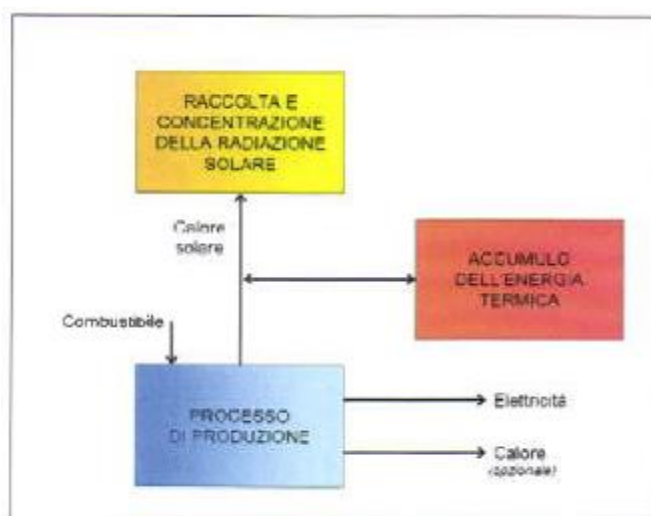 RACCOLTA E
CONCENTRAZIONE
DELLA RADIAZIONE
SOLARE
Calore
solare
ACCUMULO
DELL'ENERGIA
TERMICA
Combustibile
PROCESSO
DI PRODUZIONE
Elettricità
Calore
(opzionale)